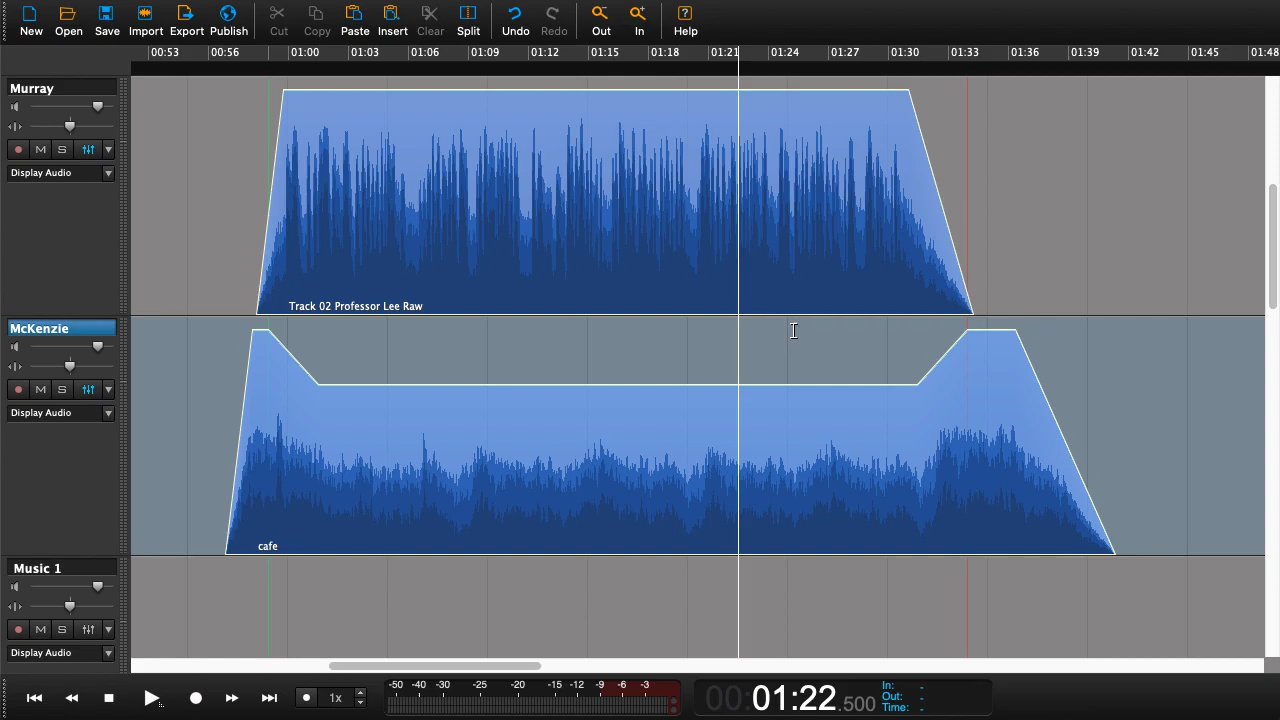 New Open Save Import Export Publish Cut Copy Paste Insert Clear Split Undo Redo Out In Help
00:53 00:56 01:00 01:03 01:06 01:09 01:12 01:15 01:18 01:21 01:24 01:27 01:30 01:33 01:36 01:39 01:42 01:45 01:48
Murray
M S
Display Audio
Track 02 Professor Lee Raw
McKenzie
M S
Display Audio
cafe
Music 1
M S
Display Audio
1x
-50 -40 -30 -25 -20 -15 -12 -9 -6 -3
00:01:22.500
In: -
Out: -
Time: -